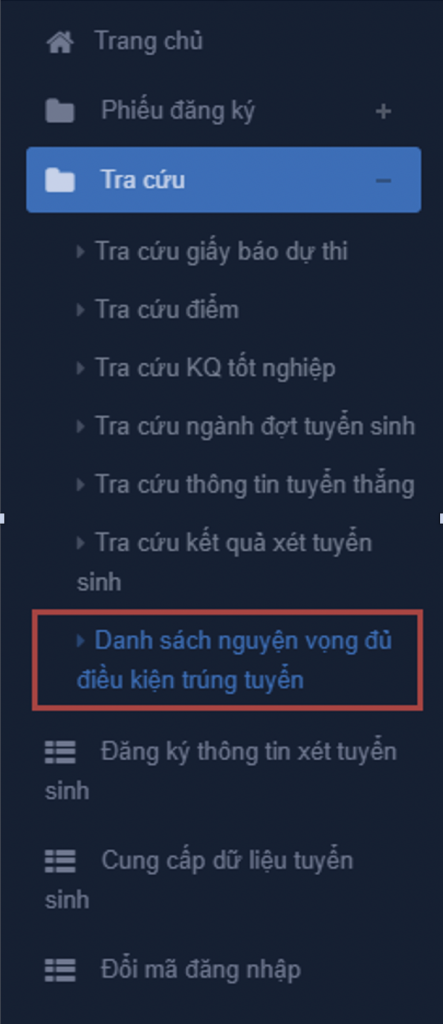 Trang chủ
Phiếu đăng ký +
Tra cứu −
Tra cứu giấy báo dự thi
Tra cứu điểm
Tra cứu KQ tốt nghiệp
Tra cứu ngành đợt tuyển sinh
Tra cứu thông tin tuyển thẳng
Tra cứu kết quả xét tuyển
sinh
Danh sách nguyện vọng đủ
điều kiện trúng tuyển
Đăng ký thông tin xét tuyển
sinh
Cung cấp dữ liệu tuyển
sinh
Đổi mã đăng nhập